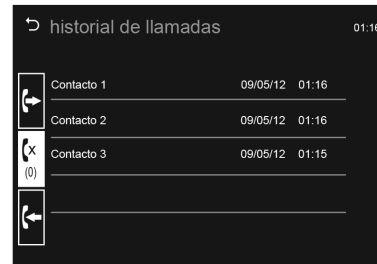 historial de llamadas 01:16
Contacto 1 09/05/12 01:16
Contacto 2 09/05/12 01:16
x
Contacto 3 09/05/12 01:15
(0)